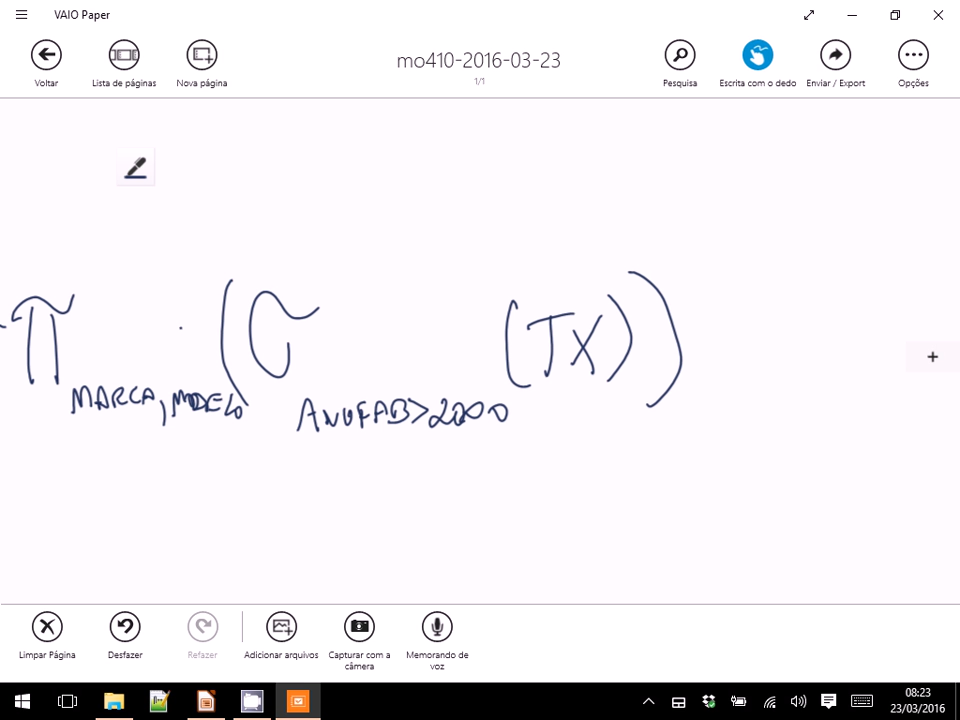 VAIO Paper
Voltar
Lista de páginas
Nova página
mo410-2016-03-23
1/1
Pesquisa
Escrita com o dedo
Enviar / Export
Opções
π MARCA, MODELO (σ ANOFAB>2000 (TX))
Limpar Página
Desfazer
Refazer
Adicionar arquivos
Capturar com a
câmera
Memorando de
voz
08:23
23/03/2016